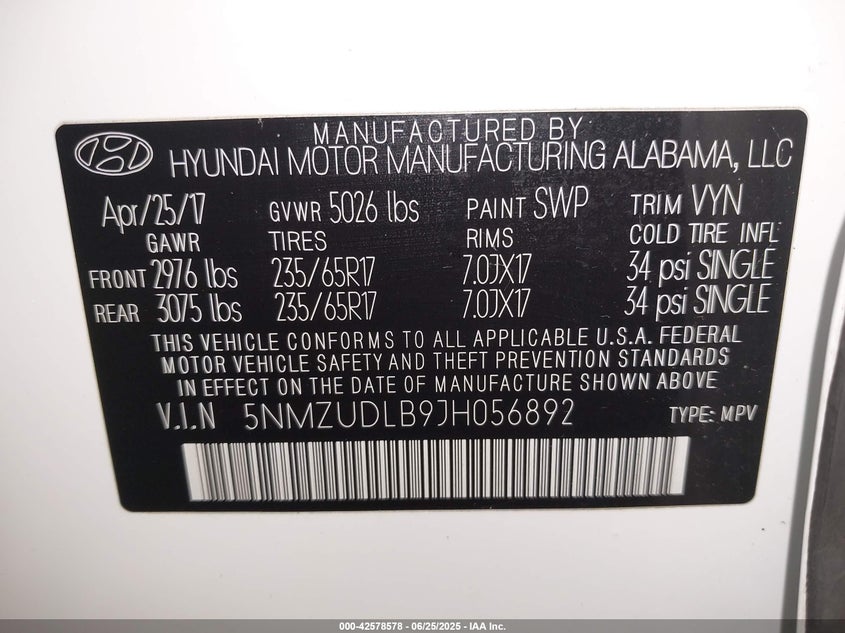 MANUFACTURED BY
HYUNDAI MOTOR MANUFACTURING ALABAMA, LLC
Apr/25/17 GVWR 5026 lbs PAINT SWP TRIM VYN
GAWR TIRES RIMS COLD TIRE INFL
FRONT 2976 lbs 235/65R17 7.0JX17 34 psi SINGLE
REAR 3075 lbs 235/65R17 7.0JX17 34 psi SINGLE
THIS VEHICLE CONFORMS TO ALL APPLICABLE U.S.A. FEDERAL
MOTOR VEHICLE SAFETY AND THEFT PREVENTION STANDARDS
IN EFFECT ON THE DATE OF MANUFACTURE SHOWN ABOVE
V.I.N 5NMZUDLB9JH056892 TYPE: MPV
000-42578578 - 06/25/2025 - IAA Inc.